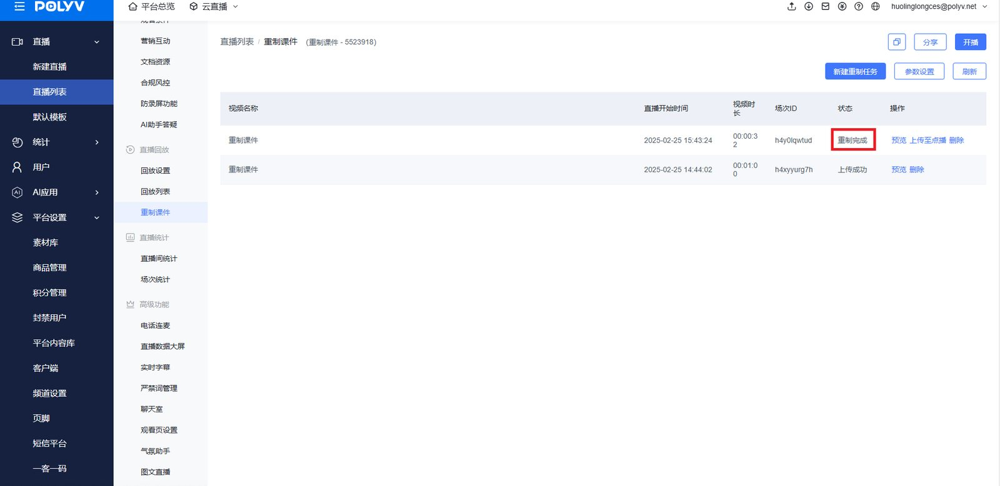 POLYV
平台总览
云直播
huolinglongces@polyv.net
直播
新建直播
直播列表
默认模板
统计
用户
AI应用
平台设置
素材库
商品管理
积分管理
封禁用户
平台内容库
客户端
频道设置
页脚
短信平台
一客一码
观看条件
营销互动
文档资源
合规风控
防录屏功能
AI助手答疑
直播回放
回放设置
回放列表
重制课件
直播统计
直播间统计
场次统计
高级功能
电话连麦
直播数据大屏
实时字幕
严禁词管理
聊天室
观看页设置
气氛助手
图文直播
直播列表 / 重制课件 (重制课件 - 5523918)
分享
开播
新建重制任务
参数设置
刷新
视频名称 直播开始时间 视频时长 场次ID 状态 操作
重制课件 2025-02-25 15:43:24 00:00:32 h4y0lqwtud 重制完成 预览 上传至点播 删除
重制课件 2025-02-25 14:44:02 00:01:00 h4xyyurg7h 上传成功 预览 删除